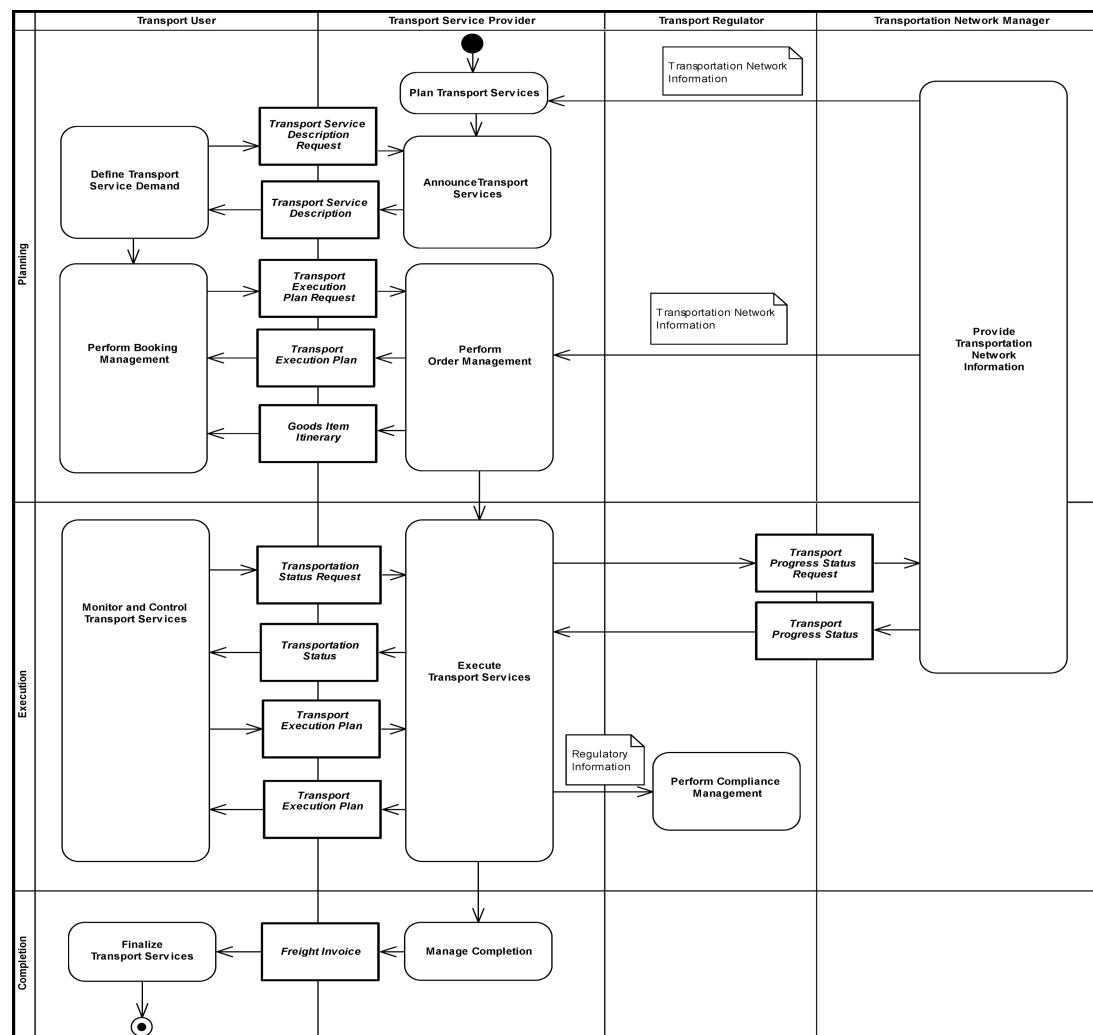 Transport User
Transport Service Provider
Transport Regulator
Transportation Network Manager
Planning
Transportation Network
Information
Plan Transport Services
Transport Service
Description
Request
Define Transport
Service Demand
AnnounceTransport
Services
Transport Service
Description
Transport
Execution
Plan Request
Transportation Network
Information
Perform Booking
Management
Transport
Execution Plan
Perform
Order Management
Provide
Transportation
Network
Information
Goods Item
Itinerary
Execution
Transportation
Status Request
Transport
Progress Status
Request
Monitor and Control
Transport Services
Transportation
Status
Execute
Transport Services
Transport
Progress Status
Transport
Execution Plan
Regulatory
Information
Perform Compliance
Management
Transport
Execution Plan
Completion
Finalize
Transport Services
Freight Invoice
Manage Completion